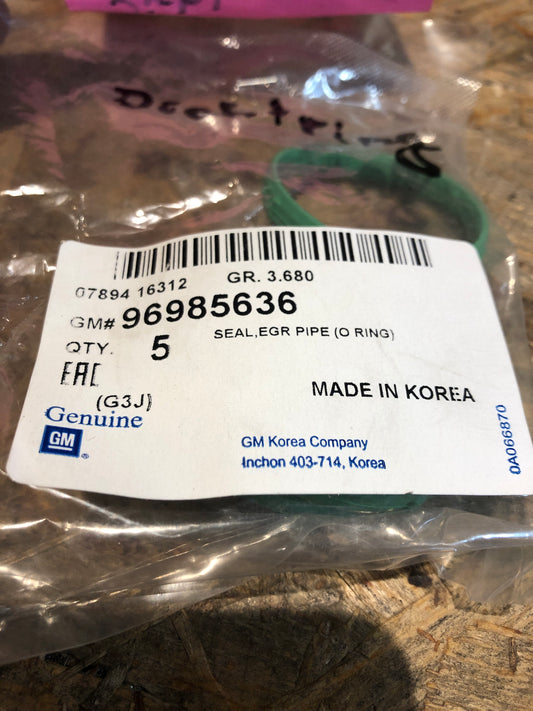 07894 16312
GR. 3.680
GM# 96985636
SEAL,EGR PIPE (O RING)
QTY. 5
EAC
MADE IN KOREA
(G3J)
Genuine
GM
®
GM Korea Company
Inchon 403-714, Korea
0A066870